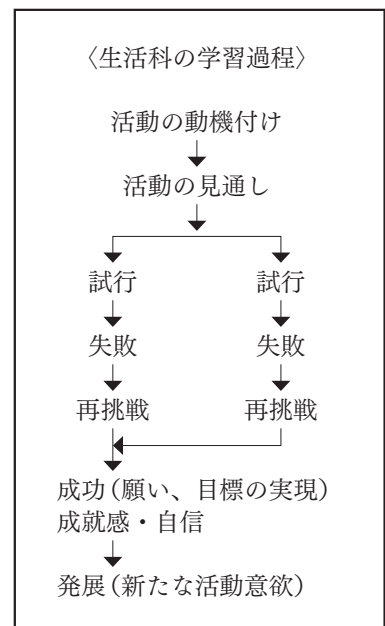 〈生活科の学習過程〉
活動の動機付け
活動の見通し
試行 試行
失敗 失敗
再挑戦 再挑戦
成功(願い、目標の実現)
成就感・自信
発展(新たな活動意欲)